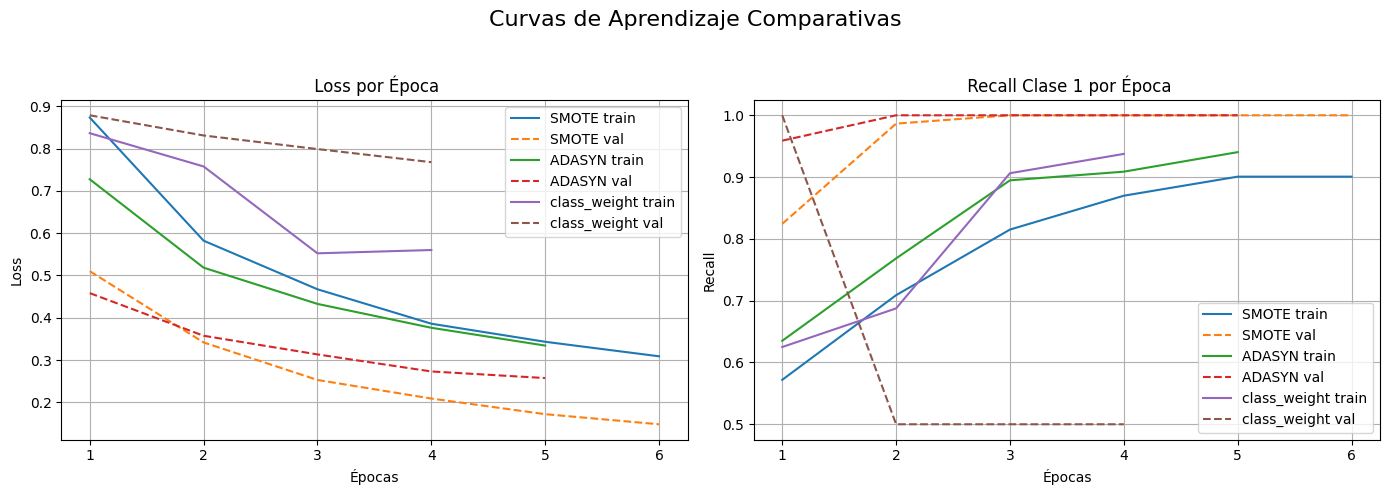 Curvas de Aprendizaje Comparativas
Loss por Época
Loss
0.9
0.8
0.7
0.6
0.5
0.4
0.3
0.2
1 2 3 4 5 6
Épocas
SMOTE train
SMOTE val
ADASYN train
ADASYN val
class_weight train
class_weight val
Recall Clase 1 por Época
Recall
1.0
0.9
0.8
0.7
0.6
0.5
1 2 3 4 5 6
Épocas
SMOTE train
SMOTE val
ADASYN train
ADASYN val
class_weight train
class_weight val